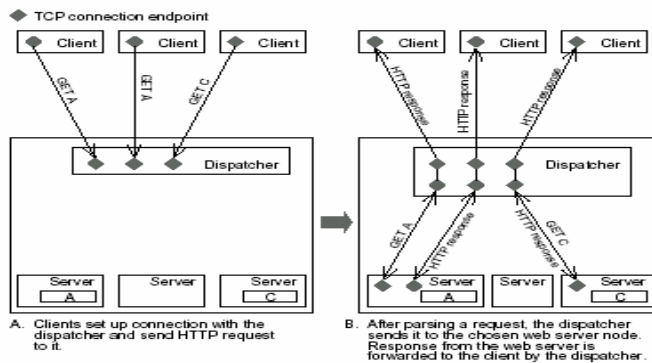 TCP connection endpoint
Client
Client
Client
GET A
GET A
GET C
Dispatcher
Server
A
Server
Server
C
A. Clients set up connection with the
dispatcher and send HTTP request
to it.
Client
Client
Client
HTTP response
HTTP response
HTTP response
Dispatcher
GET A
HTTP response
GET C
HTTP response
Server
A
Server
Server
C
B. After parsing a request, the dispatcher
sends it to the chosen web server node.
Response from the web server is
forwarded to the client by the dispatcher.